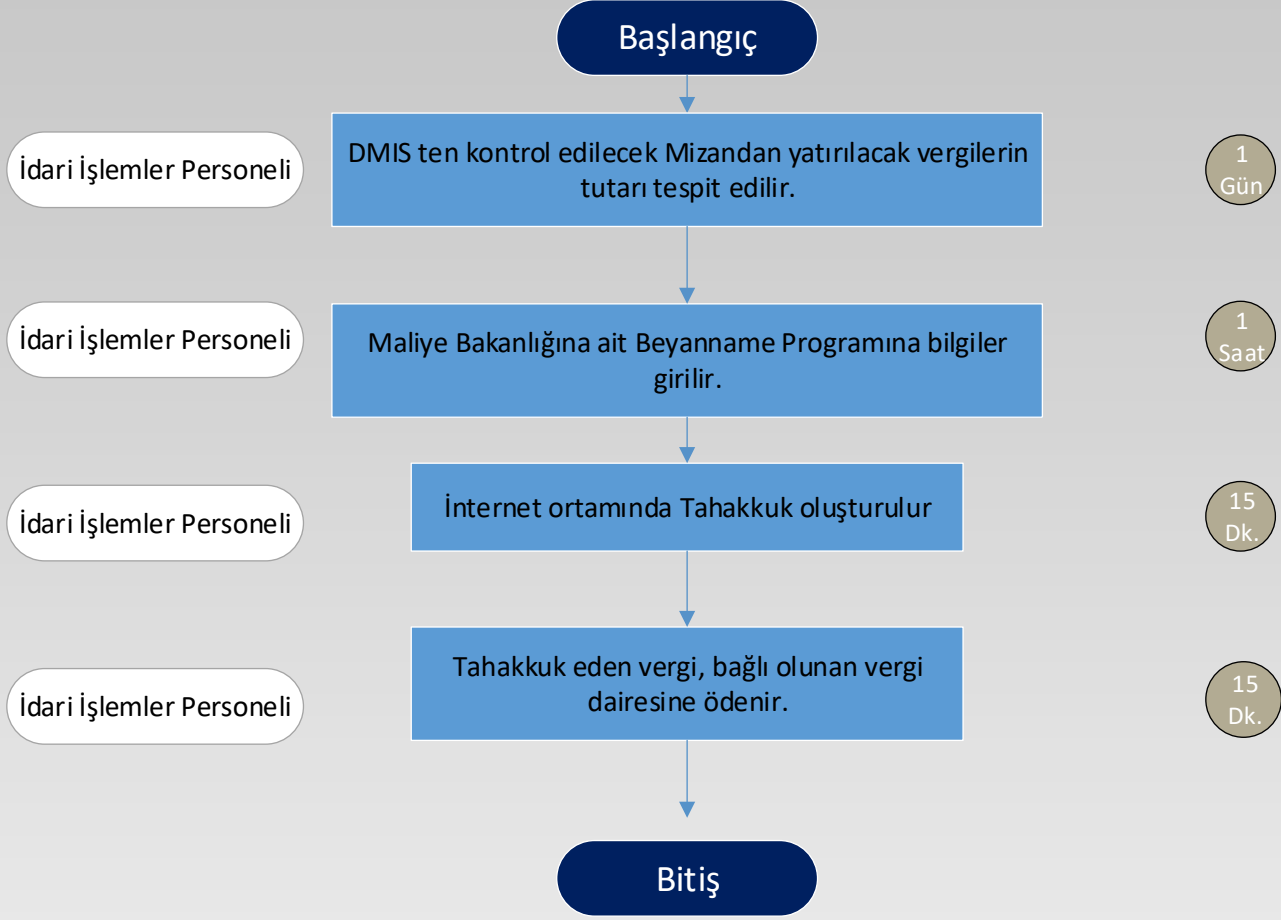 Başlangıç
İdari İşlemler Personeli
DMIS ten kontrol edilecek Mizandan yatırılacak vergilerin
tutarı tespit edilir.
1
Gün
İdari İşlemler Personeli
Maliye Bakanlığına ait Beyanname Programına bilgiler
girilir.
1
Saat
İdari İşlemler Personeli
İnternet ortamında Tahakkuk oluşturulur
15
Dk.
İdari İşlemler Personeli
Tahakkuk eden vergi, bağlı olunan vergi
dairesine ödenir.
15
Dk.
Bitiş